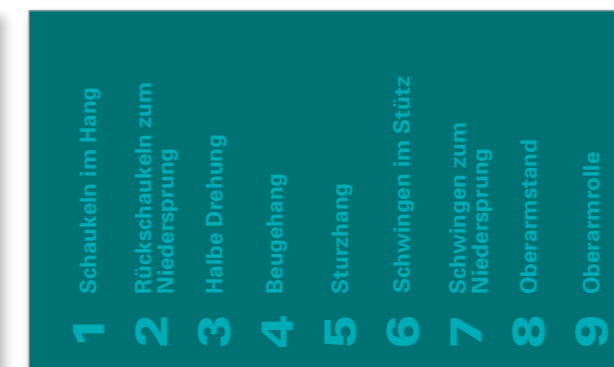 1 Schaukeln im Hang
2 Rückschaukeln zum
Niedersprung
3 Halbe Drehung
4 Beugehang
5 Sturzhang
6 Schwingen im Stütz
7 Schwingen zum
Niedersprung
8 Oberarmstand
9 Oberarmrolle